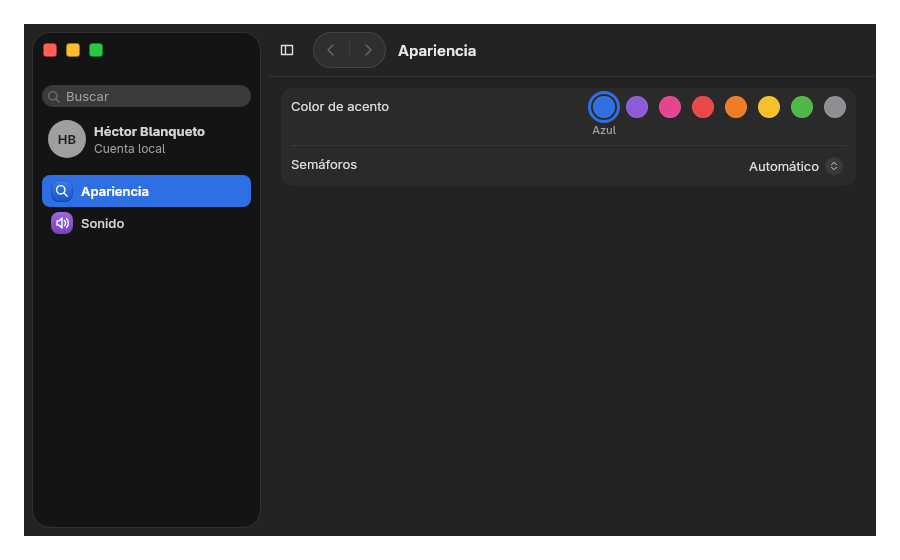 Buscar
HB
Héctor Blanqueto
Cuenta local
Apariencia
Sonido
Apariencia
Color de acento
Azul
Semáforos
Automático